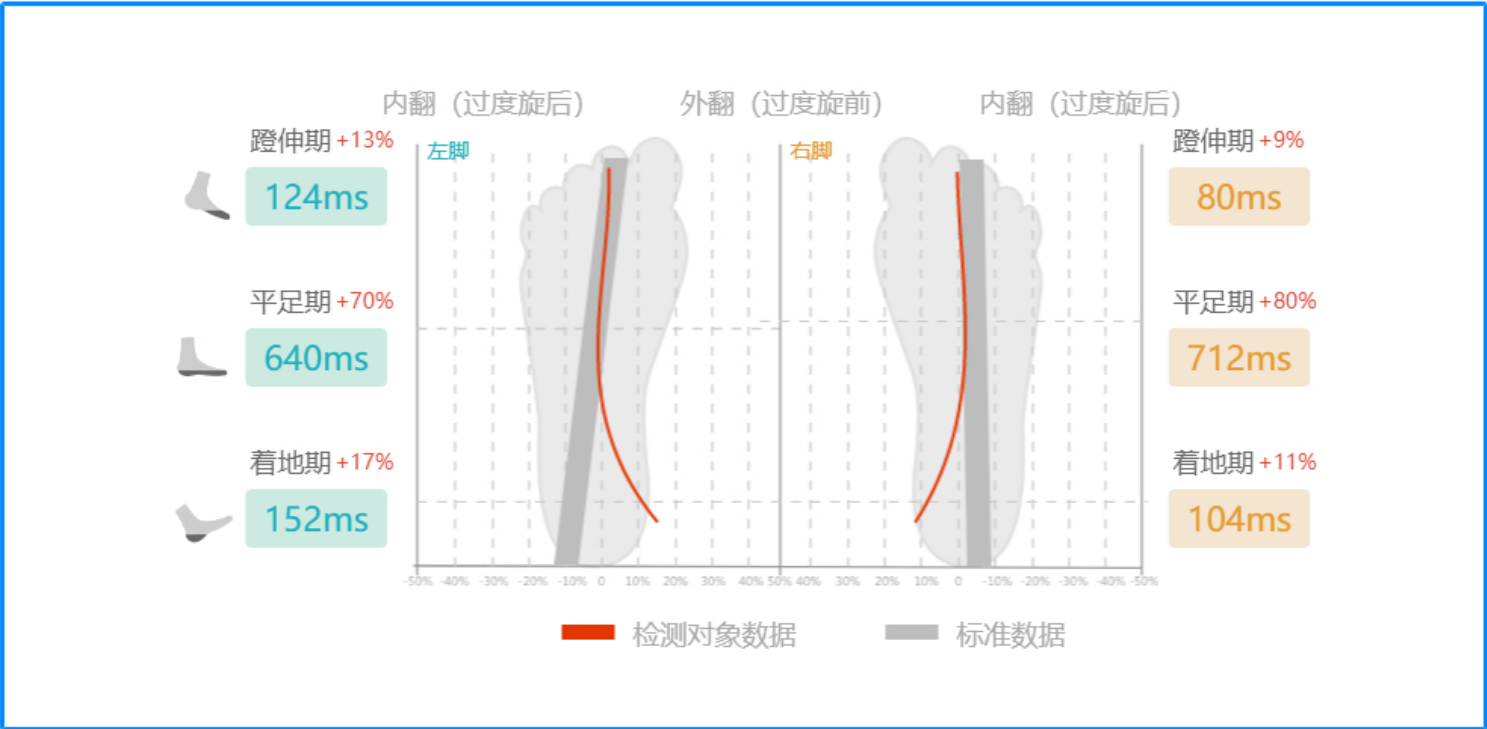 内翻（过度旋后） 外翻（过度旋前） 内翻（过度旋后）
蹬伸期 +13%
124ms
平足期 +70%
640ms
着地期 +17%
152ms
左脚
右脚
蹬伸期 +9%
80ms
平足期 +80%
712ms
着地期 +11%
104ms
-50% -40% -30% -20% -10% 0 10% 20% 30% 40% 50% 40% 30% 20% 10% 0 -10% -20% -30% -40% -50%
检测对象数据 标准数据